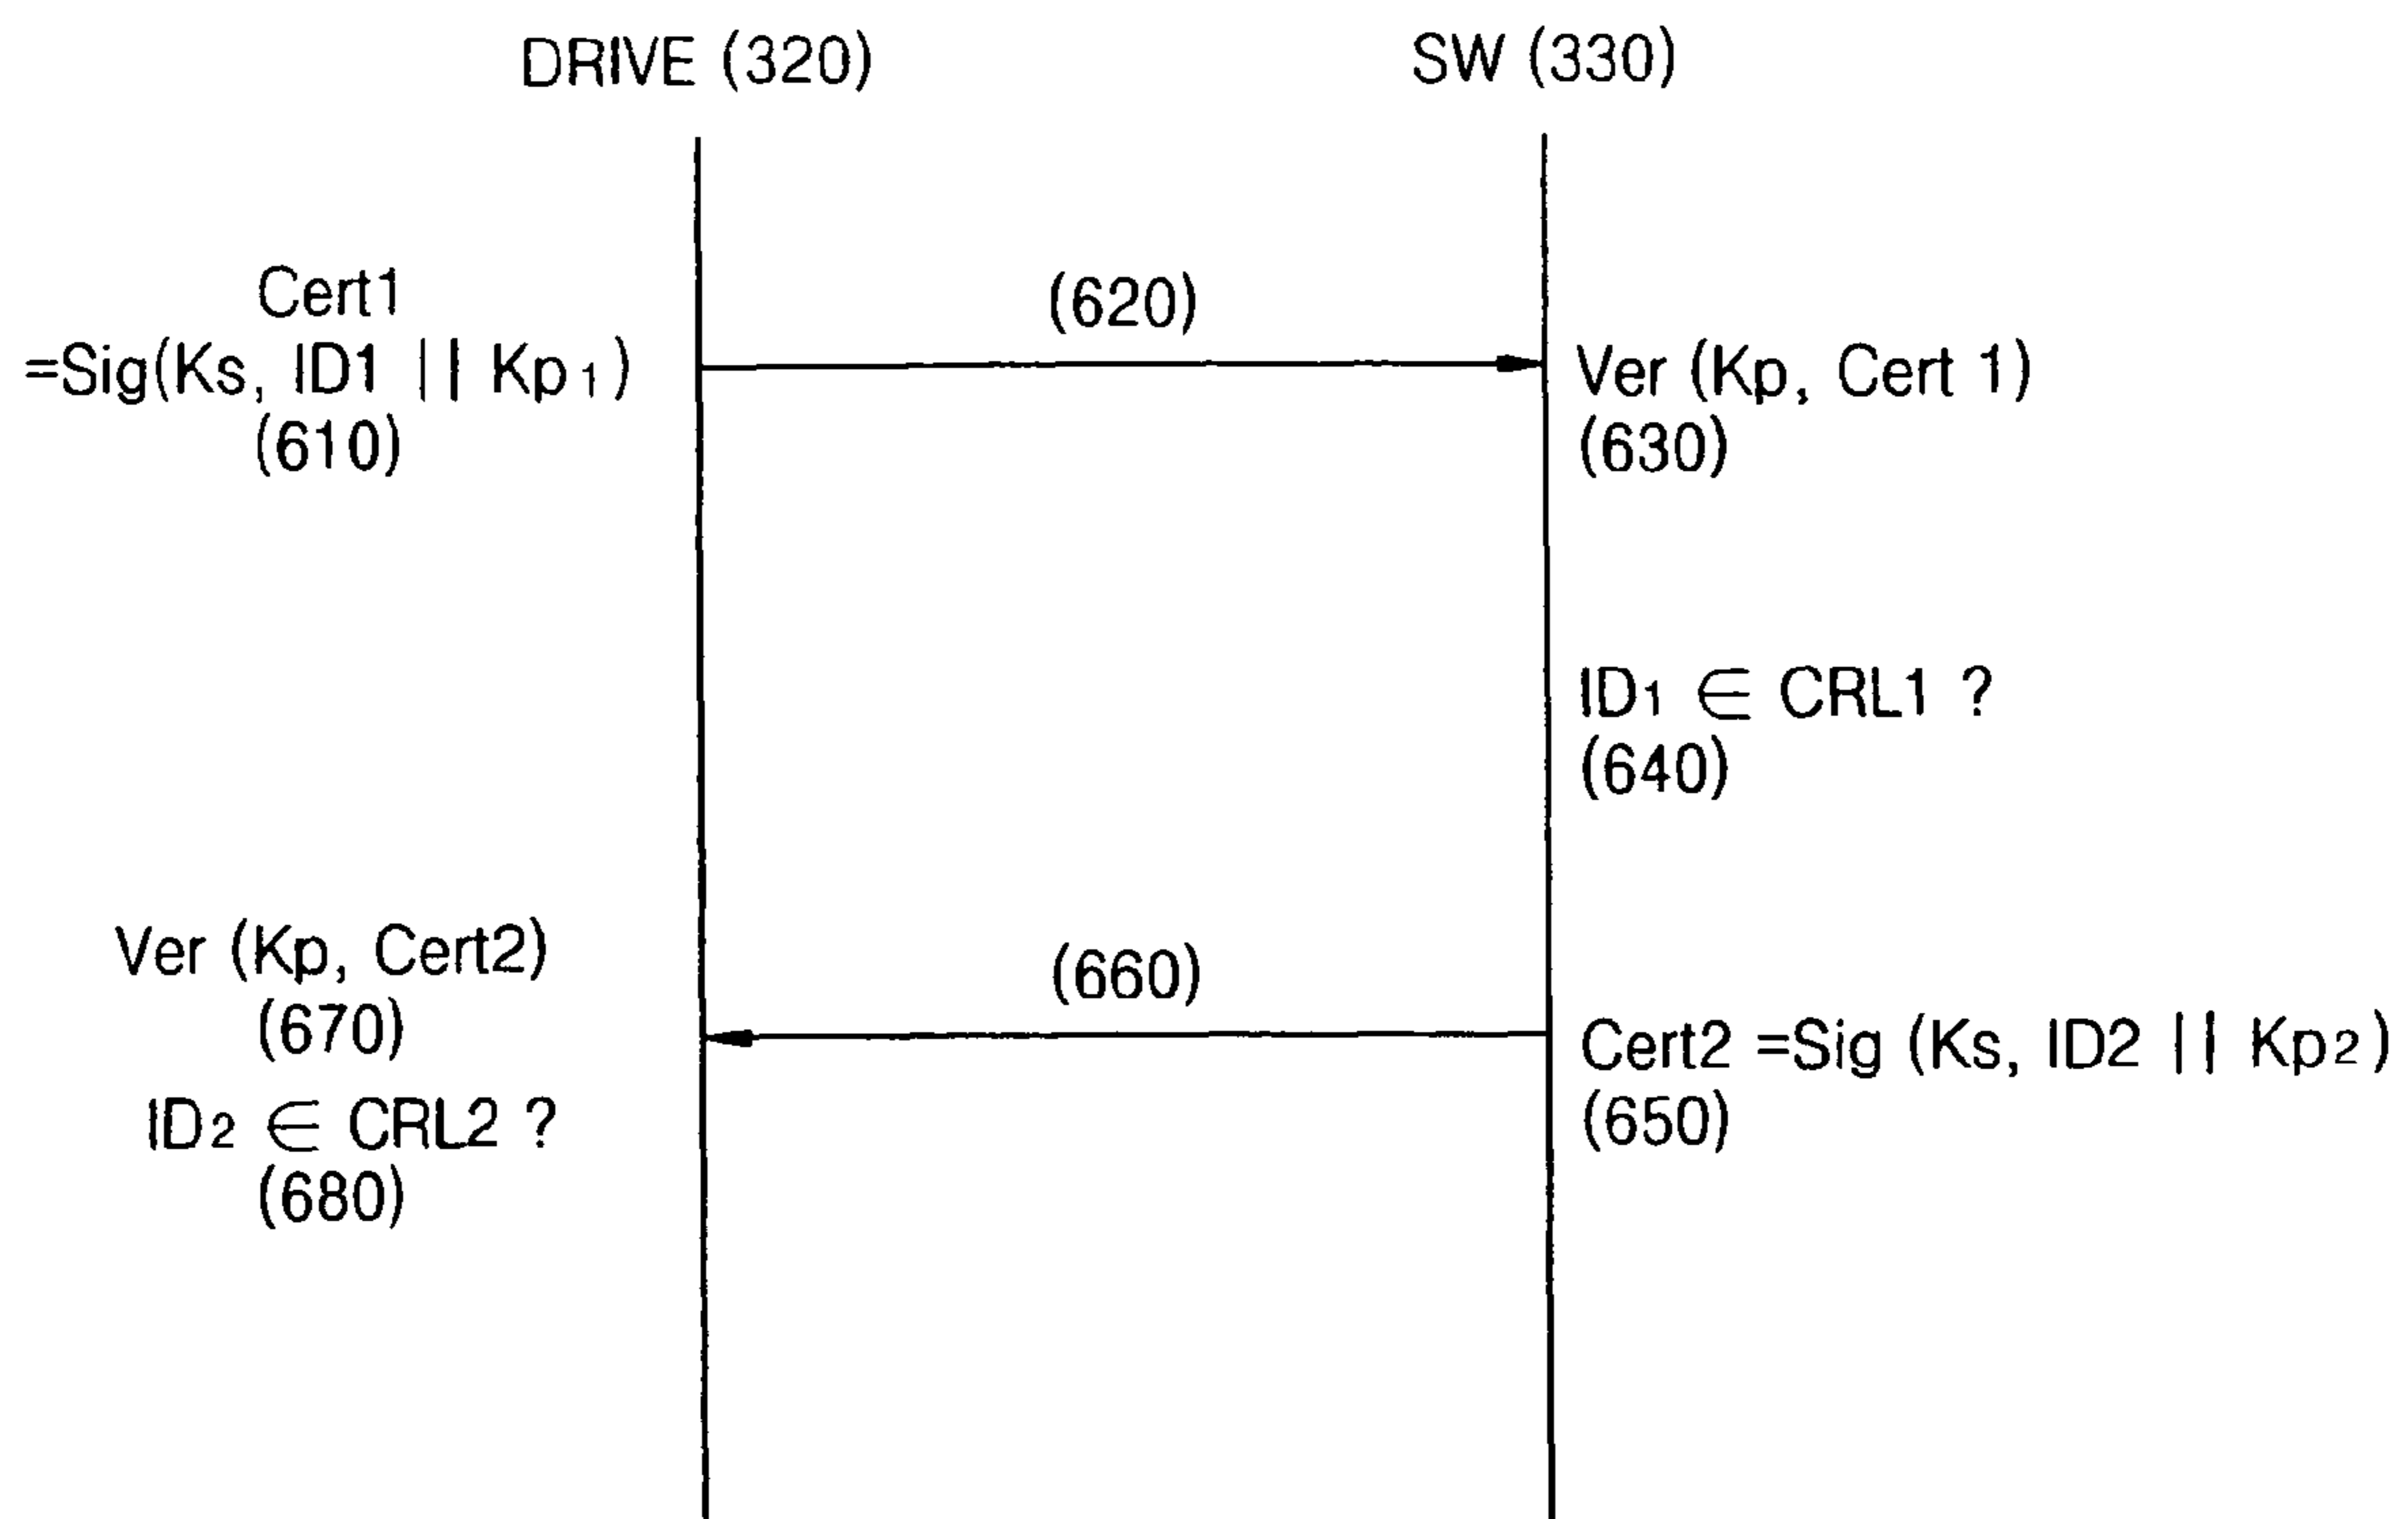 DRIVE (320)
SW (330)
Cert1
=Sig(Ks, ID1 || Kp1)
(610)
(620)
Ver (Kp, Cert 1)
(630)
ID1 ∈ CRL1 ?
(640)
Ver (Kp, Cert2)
(670)
ID2 ∈ CRL2 ?
(680)
(660)
Cert2 =Sig (Ks, ID2 || Kp2)
(650)